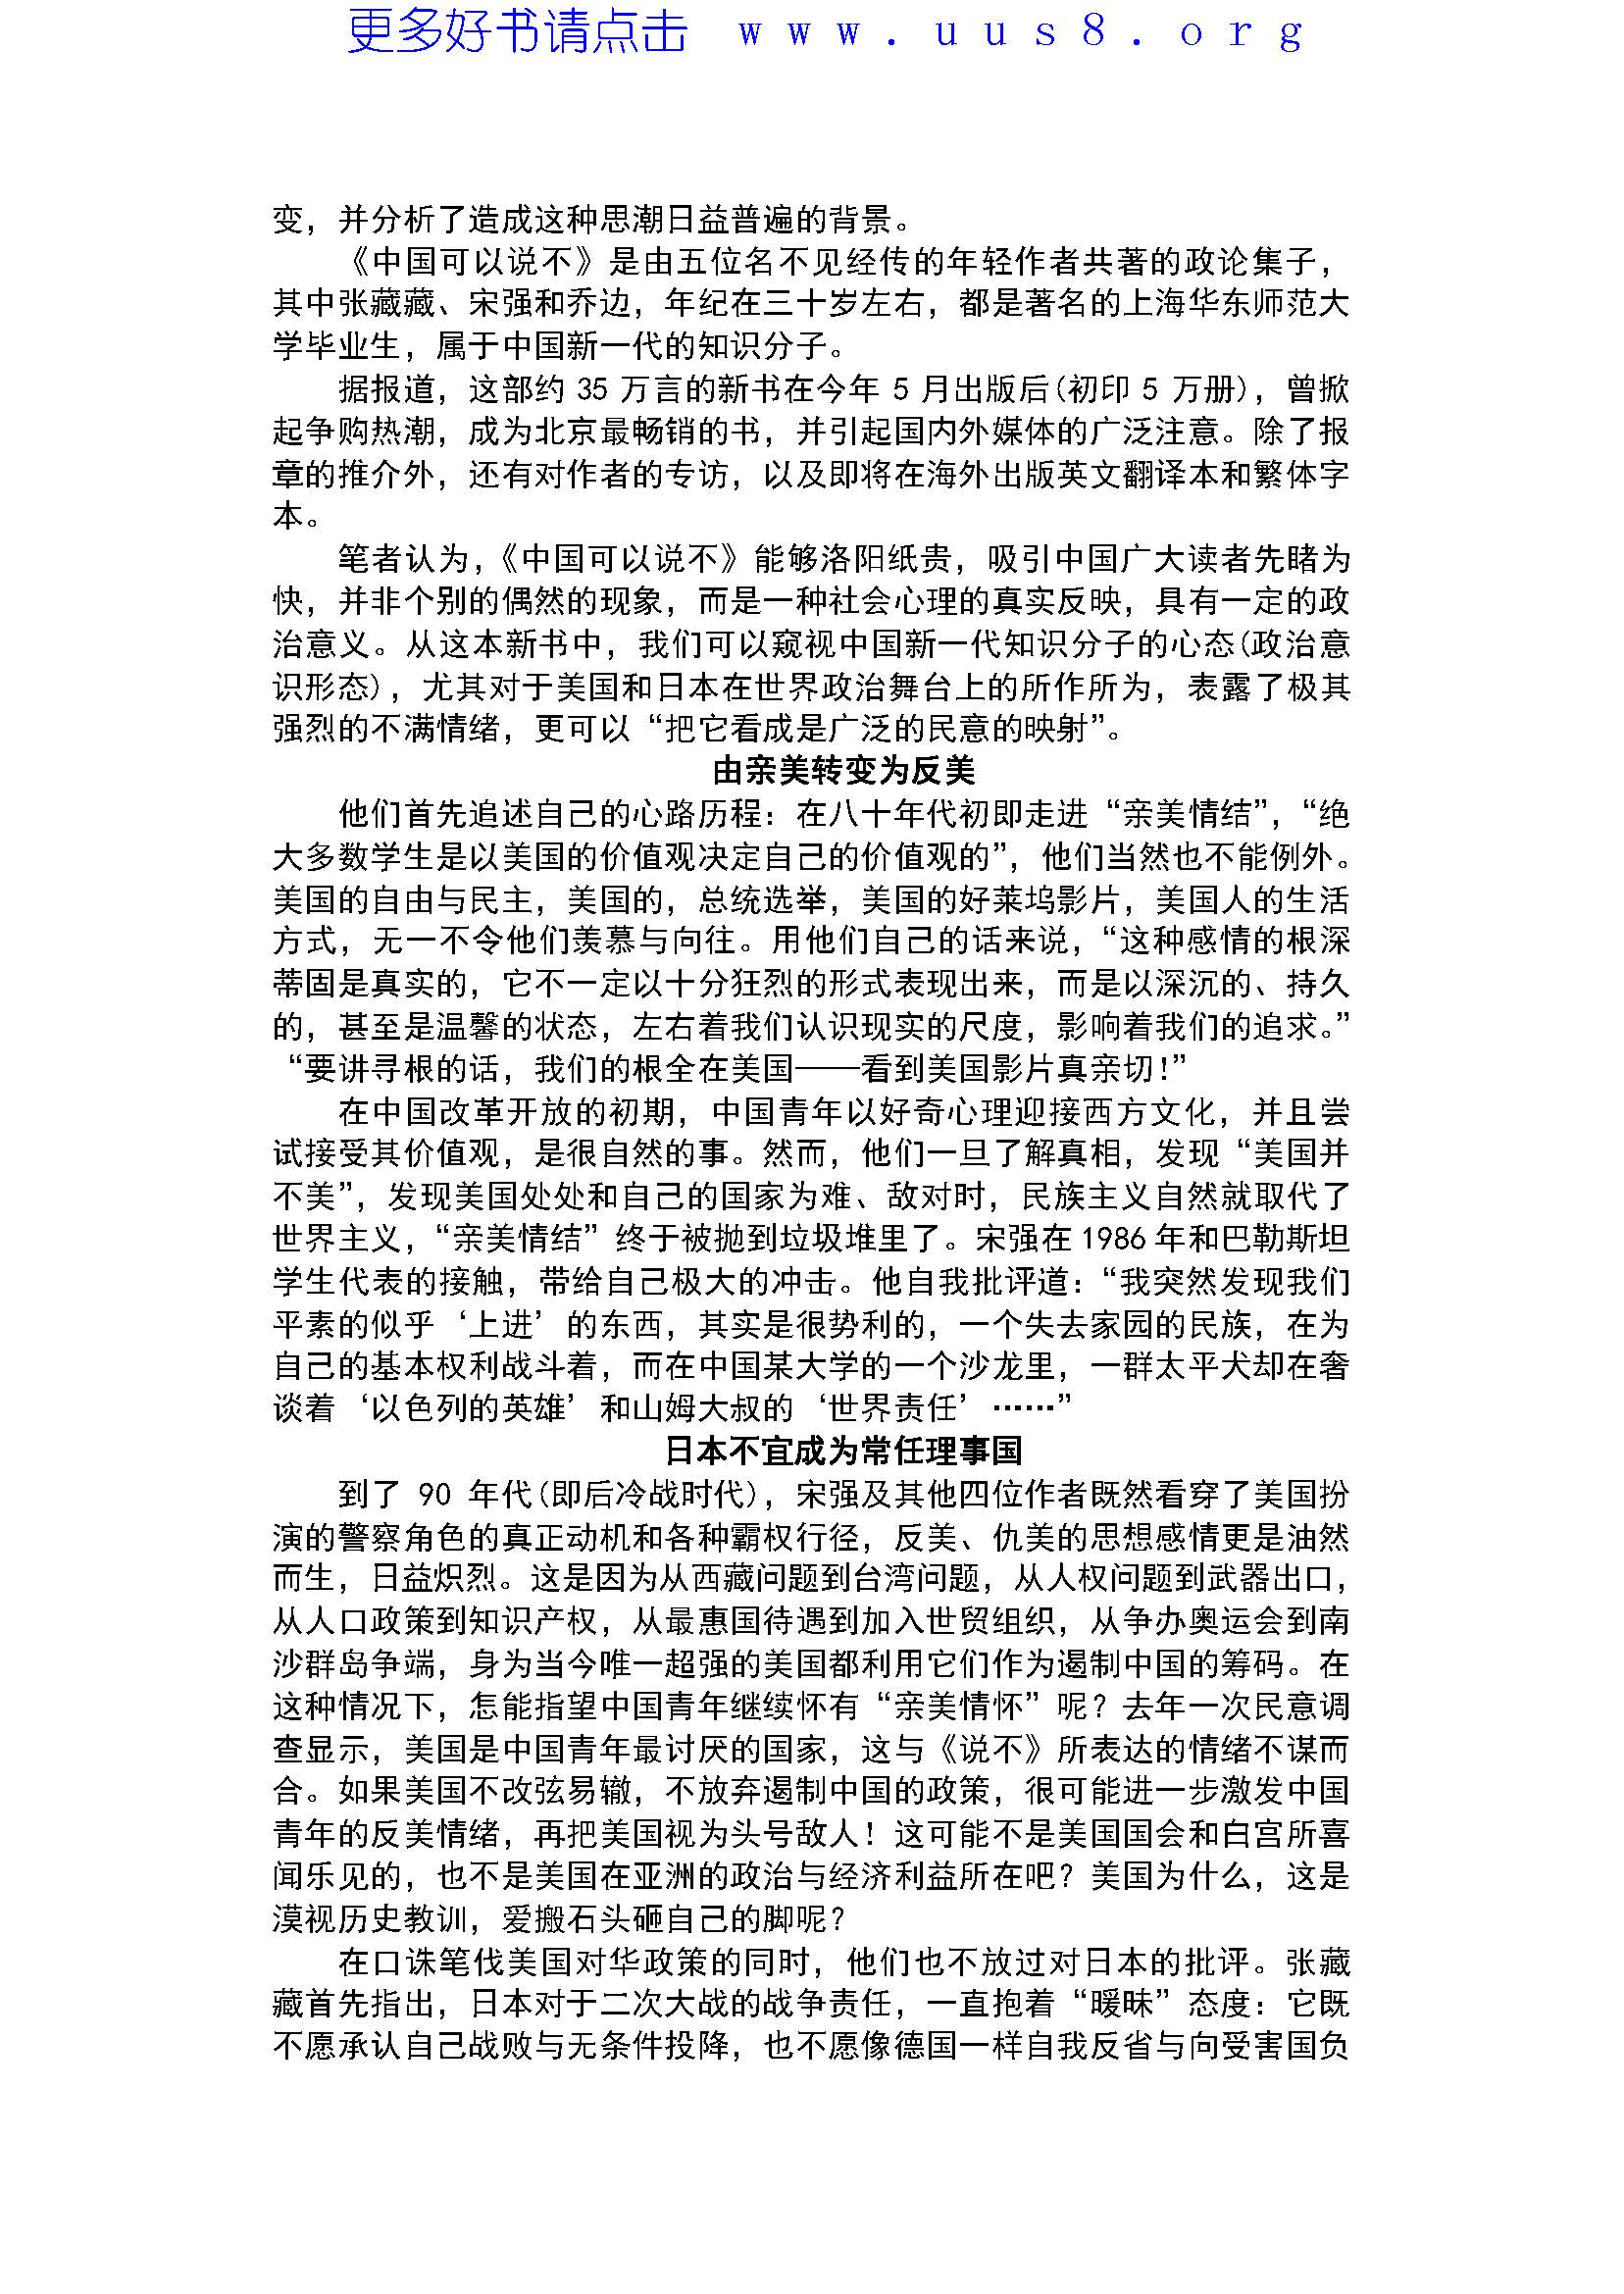 更多好书请点击 www.uus8.org
变，并分析了造成这种思潮日益普遍的背景。
《中国可以说不》是由五位名不见经传的年轻作者共著的政论集子，
其中张藏藏、宋强和乔边，年纪在三十岁左右，都是著名的上海华东师范大
学毕业生，属于中国新一代的知识分子。
据报道，这部约 35 万言的新书在今年 5 月出版后(初印 5 万册)，曾掀
起争购热潮，成为北京最畅销的书，并引起国内外媒体的广泛注意。除了报
章的推介外，还有对作者的专访，以及即将在海外出版英文翻译本和繁体字
本。
笔者认为，《中国可以说不》能够洛阳纸贵，吸引中国广大读者先睹为
快，并非个别的偶然的现象，而是一种社会心理的真实反映，具有一定的政
治意义。从这本新书中，我们可以窥视中国新一代知识分子的心态(政治意
识形态)，尤其对于美国和日本在世界政治舞台上的所作所为，表露了极其
强烈的不满情绪，更可以“把它看成是广泛的民意的映射”。
由亲美转变为反美
他们首先追述自己的心路历程：在八十年代初即走进“亲美情结”，“绝
大多数学生是以美国的价值观决定自己的价值观的”，他们当然也不能例外。
美国的自由与民主，美国的，总统选举，美国的好莱坞影片，美国人的生活
方式，无一不令他们羡慕与向往。用他们自己的话来说，“这种感情的根深
蒂固是真实的，它不一定以十分狂烈的形式表现出来，而是以深沉的、持久
的，甚至是温馨的状态，左右着我们认识现实的尺度，影响着我们的追求。”
“要讲寻根的话，我们的根全在美国——看到美国影片真亲切！”
在中国改革开放的初期，中国青年以好奇心理迎接西方文化，并且尝
试接受其价值观，是很自然的事。然而，他们一旦了解真相，发现“美国并
不美”，发现美国处处和自己的国家为难、敌对时，民族主义自然就取代了
世界主义，“亲美情结”终于被抛到垃圾堆里了。宋强在 1986 年和巴勒斯坦
学生代表的接触，带给自己极大的冲击。他自我批评道：“我突然发现我们
平素的似乎‘上进’的东西，其实是很势利的，一个失去家园的民族，在为
自己的基本权利战斗着，而在中国某大学的一个沙龙里，一群太平犬却在奢
谈着‘以色列的英雄’和山姆大叔的‘世界责任’……”
日本不宜成为常任理事国
到了 90 年代(即后冷战时代)，宋强及其他四位作者既然看穿了美国扮
演的警察角色的真正动机和各种霸权行径，反美、仇美的思想感情更是油然
而生，日益炽烈。这是因为从西藏问题到台湾问题，从人权问题到武器出口，
从人口政策到知识产权，从最惠国待遇到加入世贸组织，从争办奥运会到南
沙群岛争端，身为当今唯一超强的美国都利用它们作为遏制中国的筹码。在
这种情况下，怎能指望中国青年继续怀有“亲美情怀”呢？去年一次民意调
查显示，美国是中国青年最讨厌的国家，这与《说不》所表达的情绪不谋而
合。如果美国不改弦易辙，不放弃遏制中国的政策，很可能进一步激发中国
青年的反美情绪，再把美国视为头号敌人！这可能不是美国国会和白宫所喜
闻乐见的，也不是美国在亚洲的政治与经济利益所在吧？美国为什么，这是
漠视历史教训，爱搬石头砸自己的脚呢？
在口诛笔伐美国对华政策的同时，他们也不放过对日本的批评。张藏
藏首先指出，日本对于二次大战的战争责任，一直抱着“暖昧”态度：它既
不愿承认自己战败与无条件投降，也不愿像德国一样自我反省与向受害国负